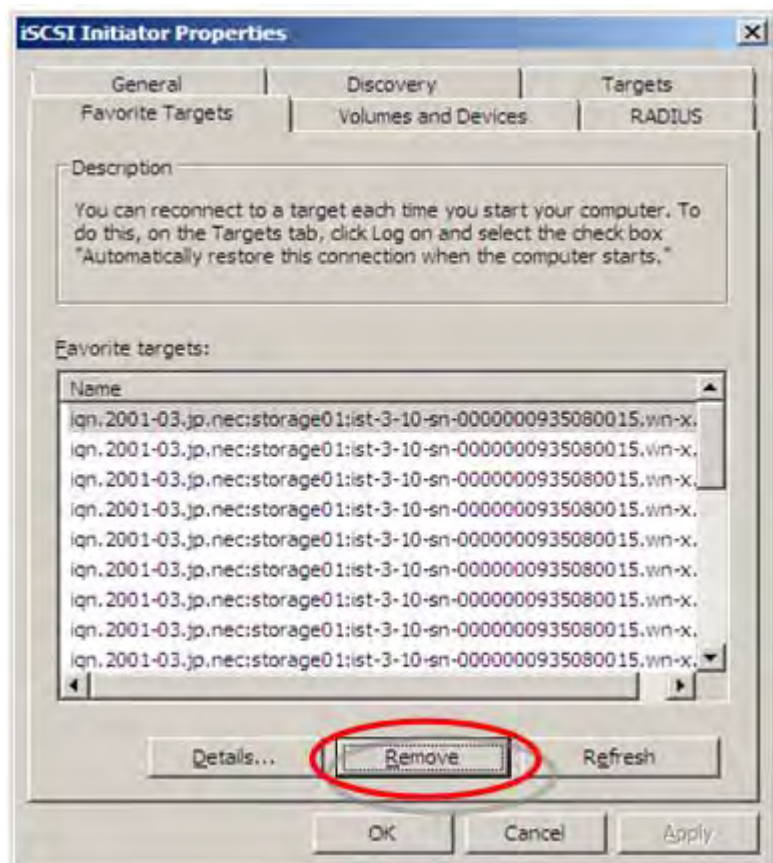 iSCSI Initiator Properties
General Discovery Targets
Favorite Targets Volumes and Devices RADIUS
Description
You can reconnect to a target each time you start your computer. To
do this, on the Targets tab, click Log on and select the check box
"Automatically restore this connection when the computer starts."
Favorite targets:
Name
iqn.2001-03.jp.nec:storage01:ist-3-10-sn-0000000935080015.wn-x.
iqn.2001-03.jp.nec:storage01:ist-3-10-sn-0000000935080015.wn-x.
iqn.2001-03.jp.nec:storage01:ist-3-10-sn-0000000935080015.wn-x.
iqn.2001-03.jp.nec:storage01:ist-3-10-sn-0000000935080015.wn-x.
iqn.2001-03.jp.nec:storage01:ist-3-10-sn-0000000935080015.wn-x.
iqn.2001-03.jp.nec:storage01:ist-3-10-sn-0000000935080015.wn-x.
iqn.2001-03.jp.nec:storage01:ist-3-10-sn-0000000935080015.wn-x.
iqn.2001-03.jp.nec:storage01:ist-3-10-sn-0000000935080015.wn-x.
iqn.2001-03.jp.nec:storage01:ist-3-10-sn-0000000935080015.wn-x.
Details... Remove Refresh
OK Cancel Apply